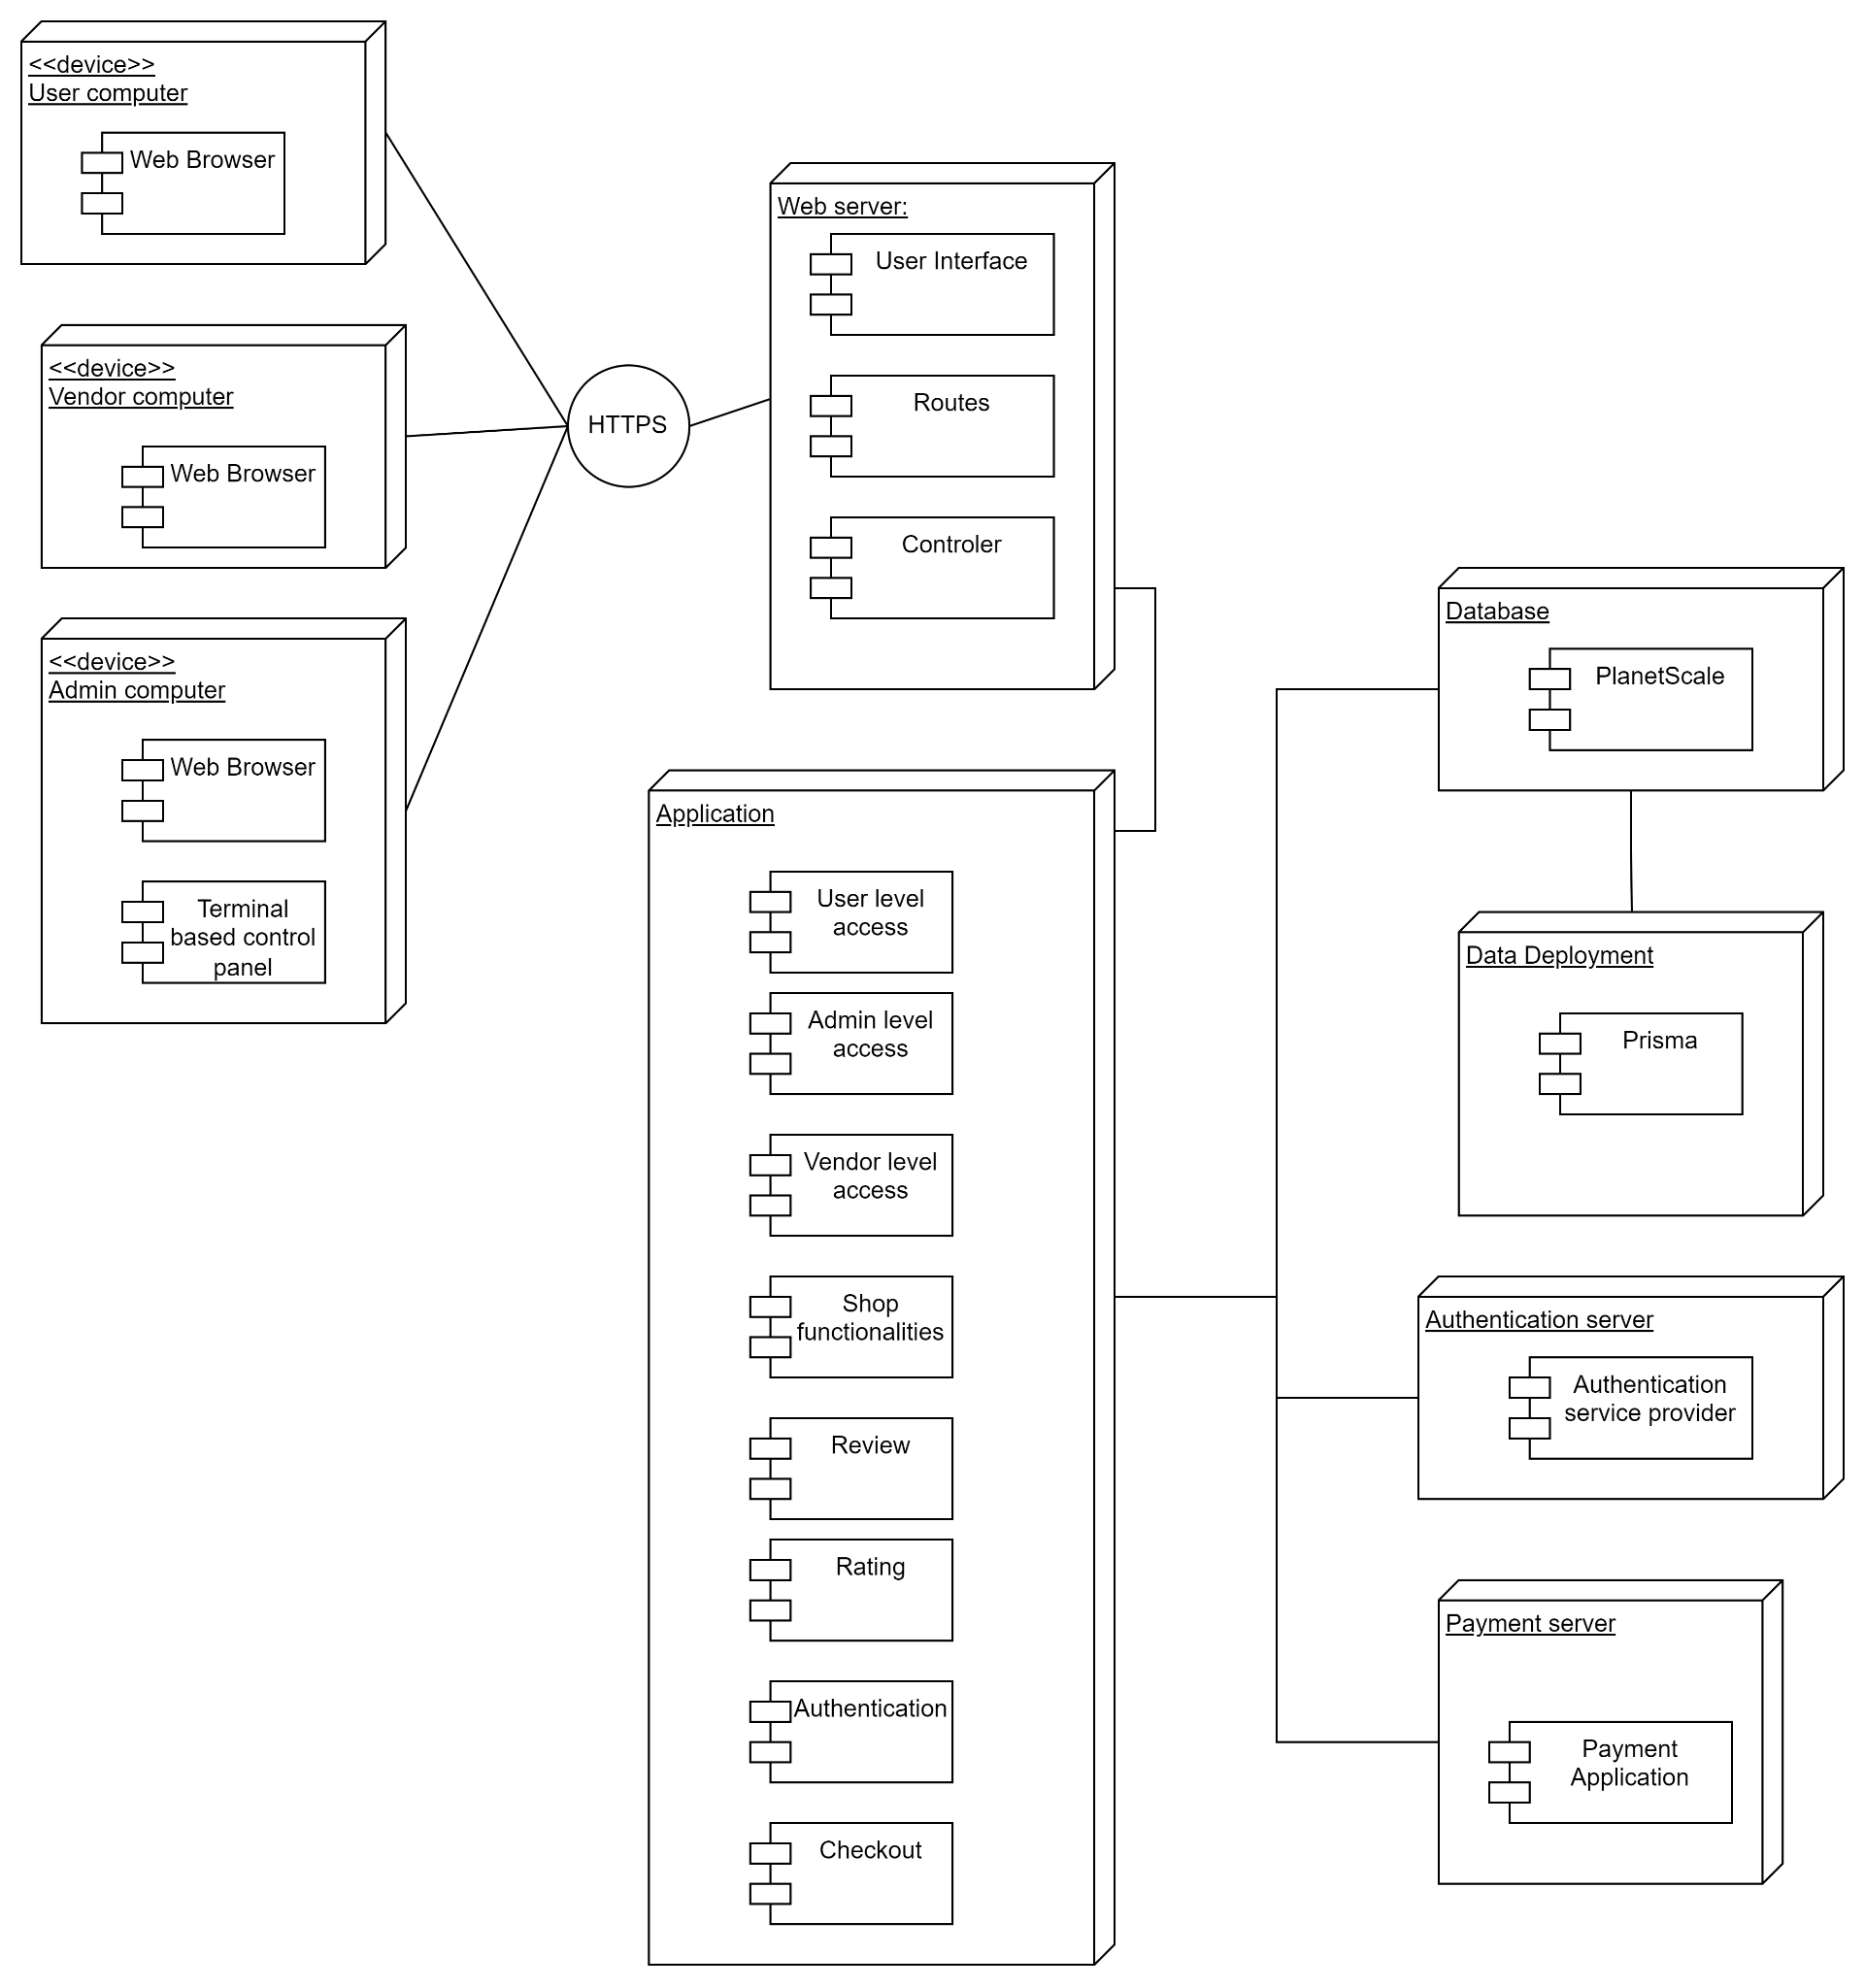 <<device>>
User computer
Web Browser
<<device>>
Vendor computer
Web Browser
<<device>>
Admin computer
Web Browser
Terminal
based control
panel
HTTPS
Web server:
User Interface
Routes
Controler
Application
User level
access
Admin level
access
Vendor level
access
Shop
functionalities
Review
Rating
Authentication
Checkout
Database
PlanetScale
Data Deployment
Prisma
Authentication server
Authentication
service provider
Payment server
Payment
Application